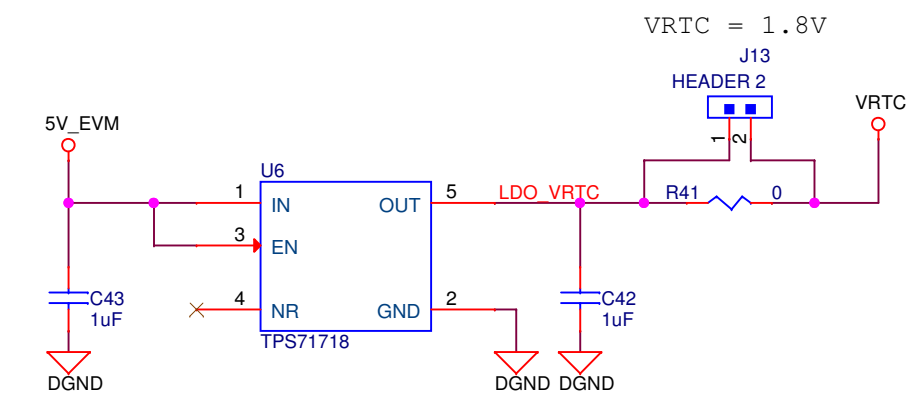 VRTC = 1.8V
J13
HEADER 2
VRTC
5V_EVM
1
2
U6
1
IN
OUT
5
LDO_VRTC
R41
0
3
EN
4
NR
GND
2
C43
1uF
C42
1uF
TPS71718
DGND
DGND
DGND